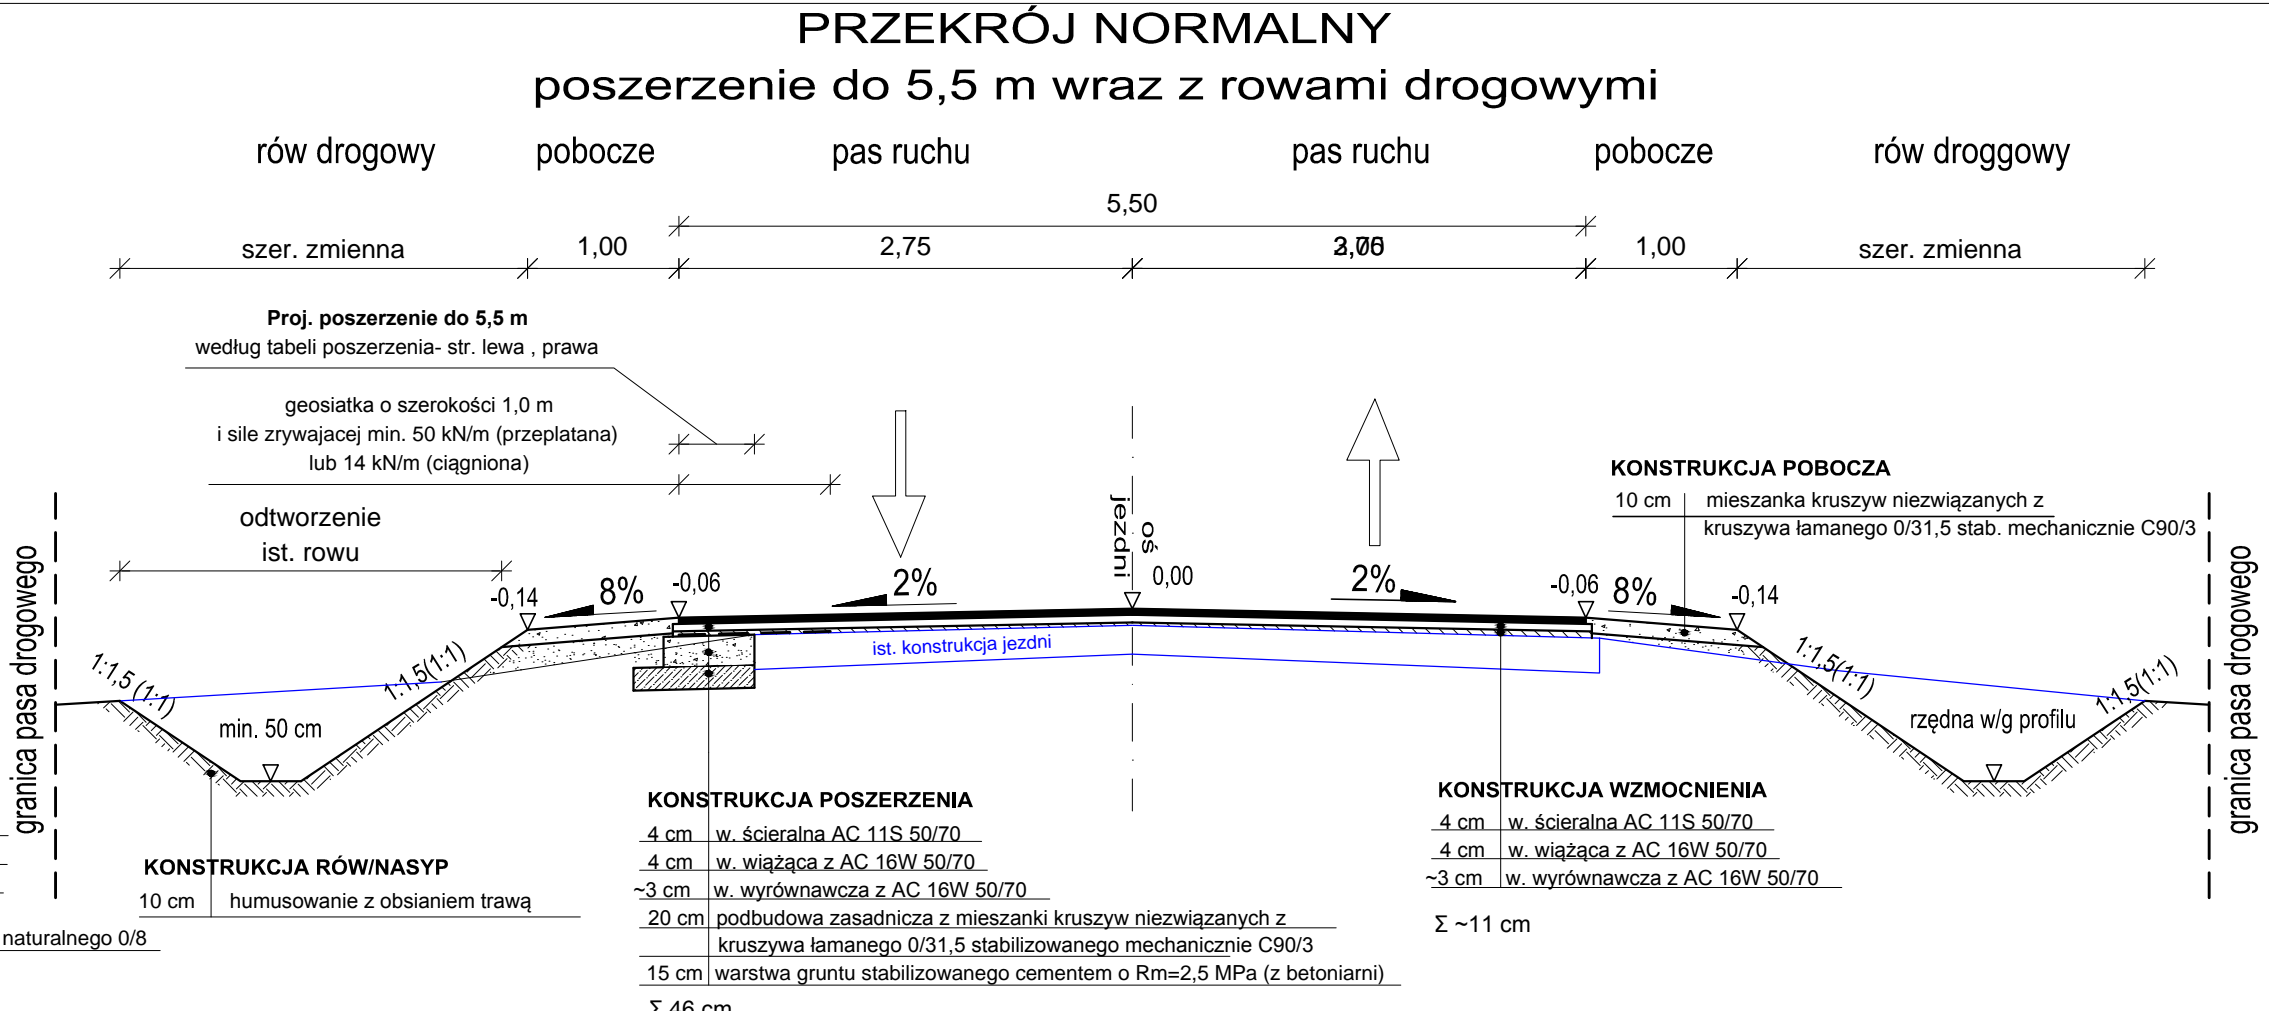 PRZEKRÓJ NORMALNY
poszerzenie do 5,5 m wraz z rowami drogowymi
rów drogowy pobocze pas ruchu pas ruchu pobocze rów droggowy
5,50
szer. zmienna 1,00 2,75 1,00 szer. zmienna
Proj. poszerzenie do 5,5 m
według tabeli poszerzenia- str. lewa , prawa
geosiatka o szerokości 1,0 m
i sile zrywajacej min. 50 kN/m (przeplatana)
lub 14 kN/m (ciągniona)
odtworzenie
ist. rowu
KONSTRUKCJA POBOCZA
10 cm mieszanka kruszyw niezwiązanych z
kruszywa łamanego 0/31,5 stab. mechanicznie C90/3
oś
jezdni
granica pasa drogowego
-0,14 8% -0,06 2% 0,00 2% -0,06 8% -0,14
ist. konstrukcja jezdni
1:1,5 (1:1) 1:1,5(1:1) 1:1,5(1:1) 1:1,5(1:1)
min. 50 cm
rzędna w/g profilu
granica pasa drogowego
KONSTRUKCJA RÓW/NASYP
10 cm humusowanie z obsianiem trawą
naturalnego 0/8
KONSTRUKCJA POSZERZENIA
4 cm w. ścieralna AC 11S 50/70
4 cm w. wiążąca z AC 16W 50/70
~3 cm w. wyrównawcza z AC 16W 50/70
20 cm podbudowa zasadnicza z mieszanki kruszyw niezwiązanych z
kruszywa łamanego 0/31,5 stabilizowanego mechanicznie C90/3
15 cm warstwa gruntu stabilizowanego cementem o Rm=2,5 MPa (z betoniarni)
Σ 46 cm
KONSTRUKCJA WZMOCNIENIA
4 cm w. ścieralna AC 11S 50/70
4 cm w. wiążąca z AC 16W 50/70
~3 cm w. wyrównawcza z AC 16W 50/70
Σ ~11 cm